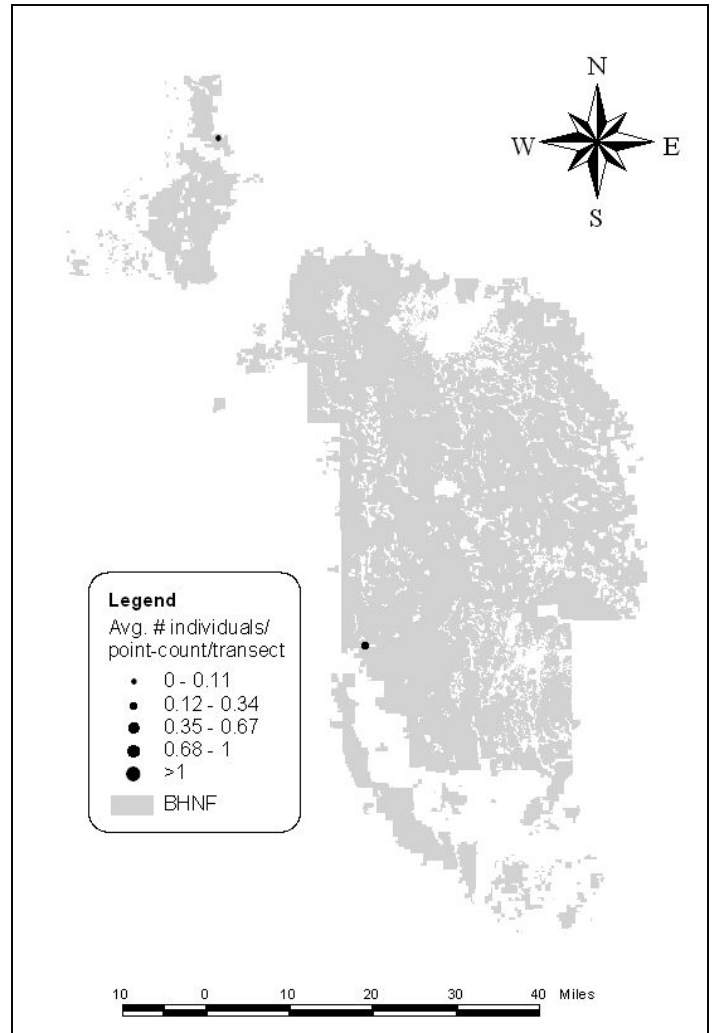 N
W E
S
Legend
Avg. # individuals/
point-count/transect
0 - 0.11
0.12 - 0.34
0.35 - 0.67
0.68 - 1
>1
BHNF
10 0 10 20 30 40 Miles